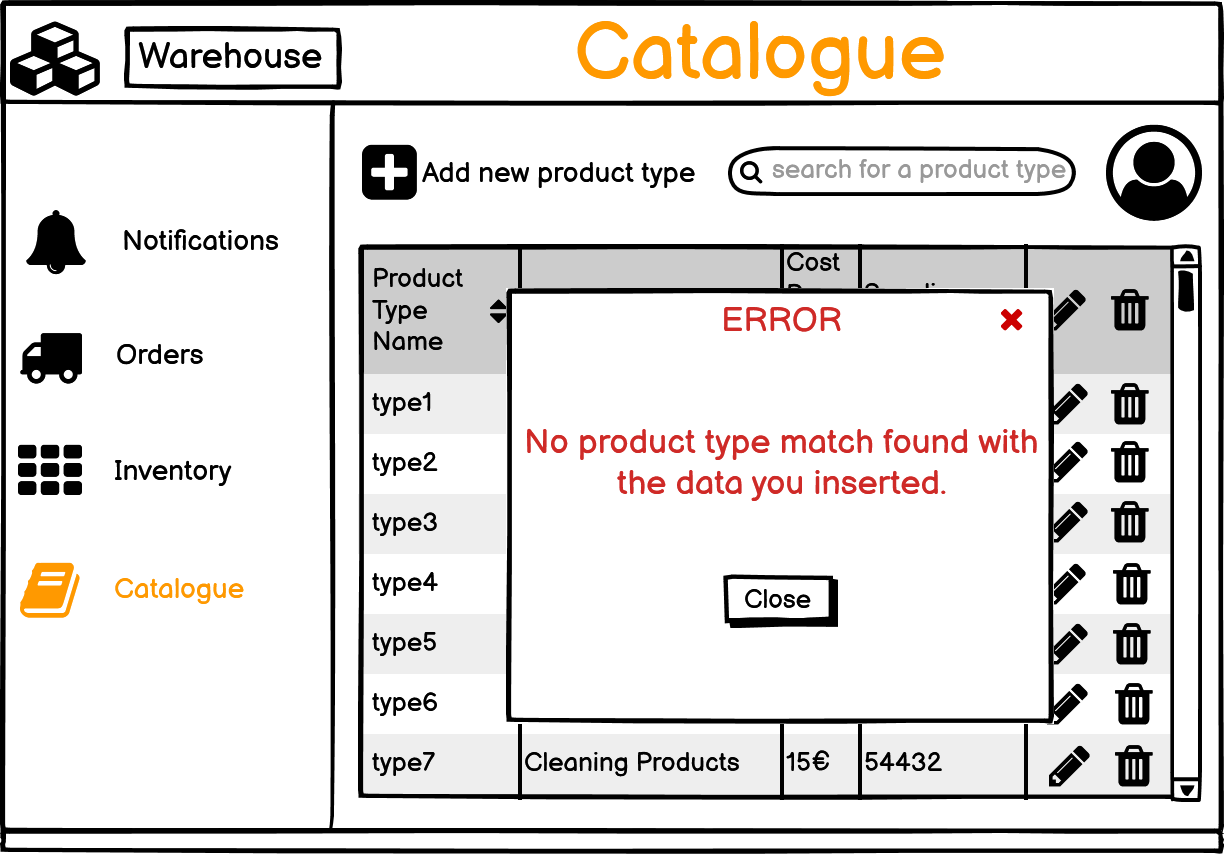 Warehouse
Catalogue
Add new product type
search for a product type
Notifications
Orders
Inventory
Catalogue
Product
Type
Name
Cost
ERROR
No product type match found with
the data you inserted.
Close
type1
type2
type3
type4
type5
type6
type7 Cleaning Products 15€ 54432